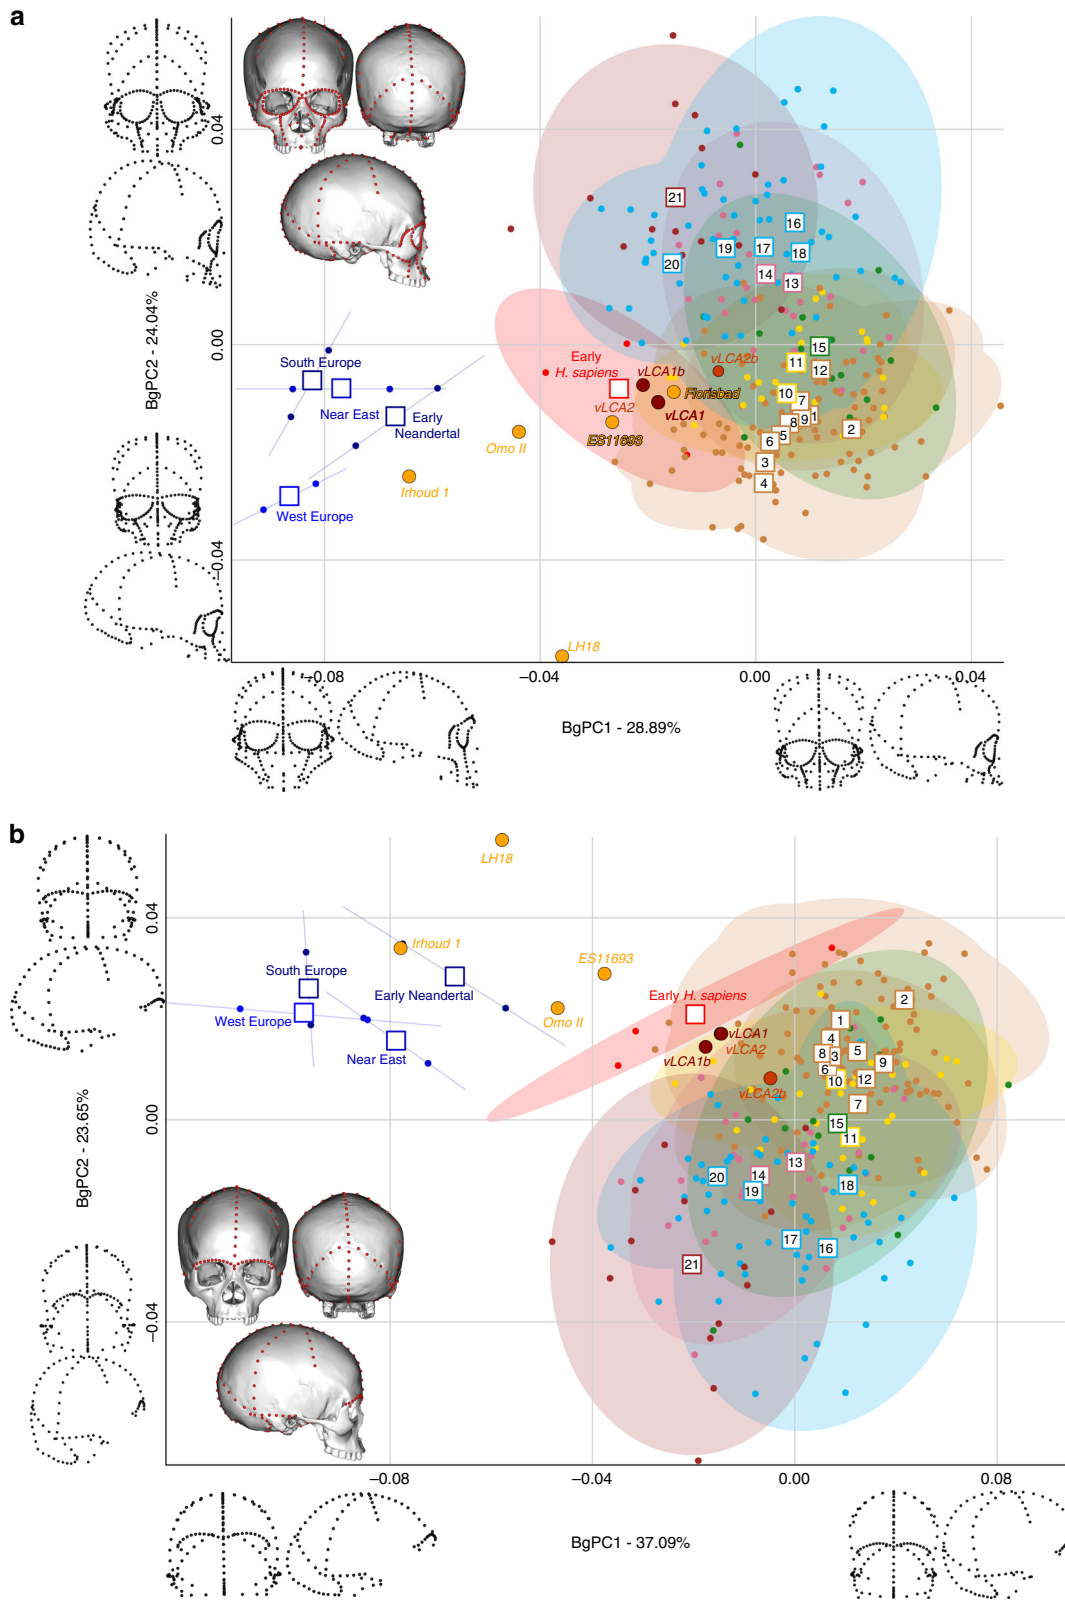 a
0.04
21
16
19
17
18
20
14
13
BgPC2 - 24.04%
0.00
15
South Europe
Early
H. sapiens
vLCA2b
vLCA1b
11
12
Near East
vLCA2
Florisbad
10
7
Early
Neandertal
vLCA1
1
9
8
2
Omo II
ES11693
5
6
3
Irhoud 1
4
West Europe
−0.04
LH18
−0.08
−0.04
0.00
0.04
BgPC1 - 28.89%
b
LH18
0.04
Irhoud 1
ES11693
South Europe
Early Neandertal
Early H. sapiens
2
West Europe
Omo II
1
vLCA1
4
Near East
vLCA1b
vLCA2
8
3
5
9
6
10
12
vLCA2b
7
BgPC2 - 23.65%
0.00
15
11
13
20
14
19
18
17
16
21
−0.04
−0.08
−0.04
0.00
0.08
BgPC1 - 37.09%